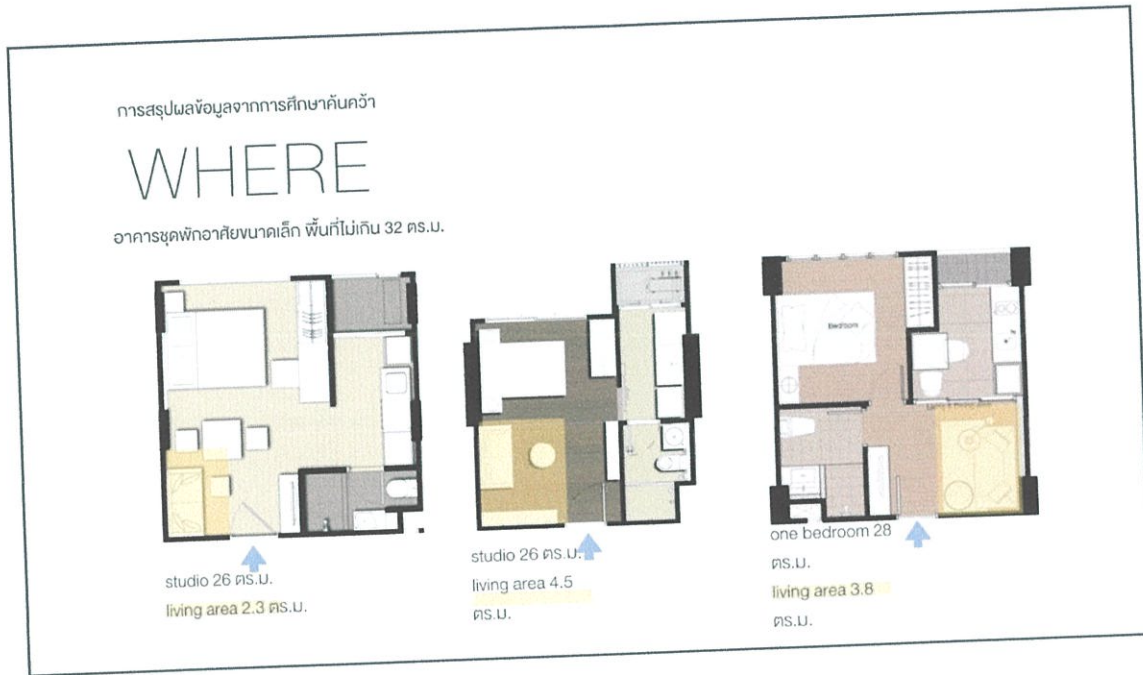 การสรุปผลข้อมูลจากการศึกษาค้นคว้า
WHERE
อาคารชุดพักอาศัยขนาดเล็ก พื้นที่ไม่เกิน 32 ตร.ม.
Bedroom
studio 26 ตร.ม.
living area 2.3 ตร.ม.
studio 26 ตร.ม.
living area 4.5
ตร.ม.
one bedroom 28
ตร.ม.
living area 3.8
ตร.ม.